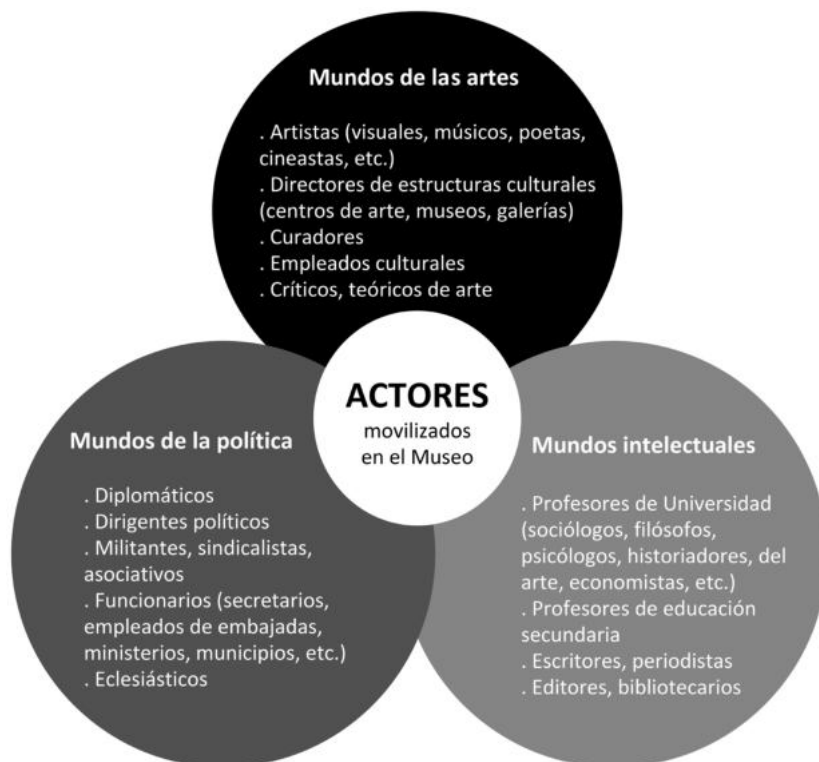 Mundos de las artes
. Artistas (visuales, músicos, poetas,
cineastas, etc.)
. Directores de estructuras culturales
(centros de arte, museos, galerías)
. Curadores
. Empleados culturales
. Críticos, teóricos de arte
ACTORES
movilizados
en el Museo
Mundos de la política
. Diplomáticos
. Dirigentes políticos
. Militantes, sindicalistas,
asociativos
. Funcionarios (secretarios,
empleados de embajadas,
ministerios, municipios, etc.)
. Eclesiásticos
Mundos intelectuales
. Profesores de Universidad
(sociólogos, filósofos,
psicólogos, historiadores, del
arte, economistas, etc.)
. Profesores de educación
secundaria
. Escritores, periodistas
. Editores, bibliotecarios